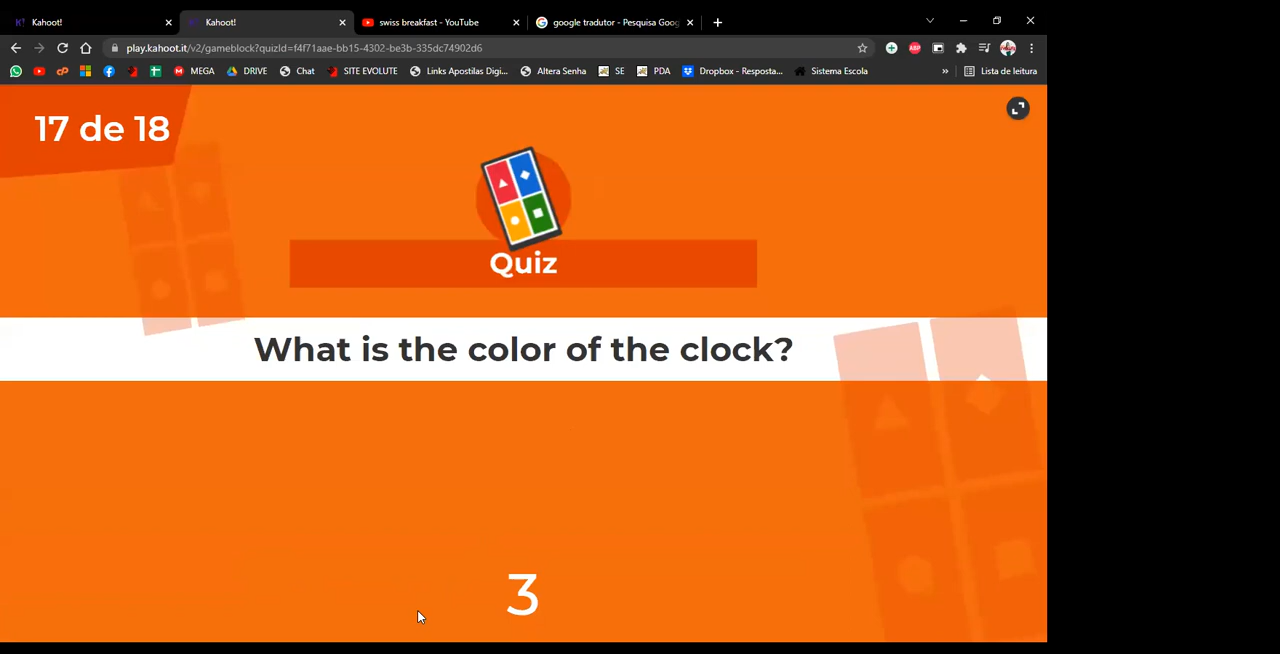 Kahoot!
Kahoot!
swiss breakfast - YouTube
google tradutor - Pesquisa Goog
play.kahoot.it/v2/gameblock?quizId=f4f71aae-bb15-4302-be3b-335dc74902d6
ABP
MEGA
DRIVE
Chat
SITE EVOLUTE
Links Apostilas Digi...
Altera Senha
SE
PDA
Dropbox - Resposta...
Sistema Escola
»
Lista de leitura
17 de 18
Quiz
What is the color of the clock?
3